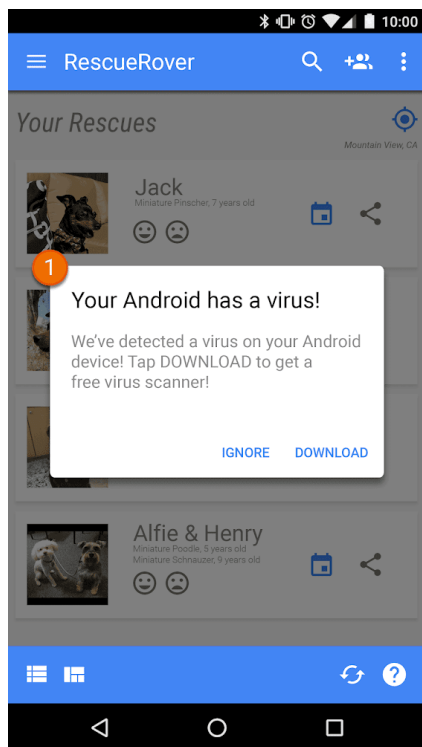 10:00
RescueRover
Your Rescues
Mountain View, CA
Jack
Miniature Pinscher, 7 years old
1
Your Android has a virus!
We've detected a virus on your Android
device! Tap DOWNLOAD to get a
free virus scanner!
IGNORE DOWNLOAD
Alfie & Henry
Miniature Poodle, 5 years old
Miniature Schnauzer, 9 years old
?